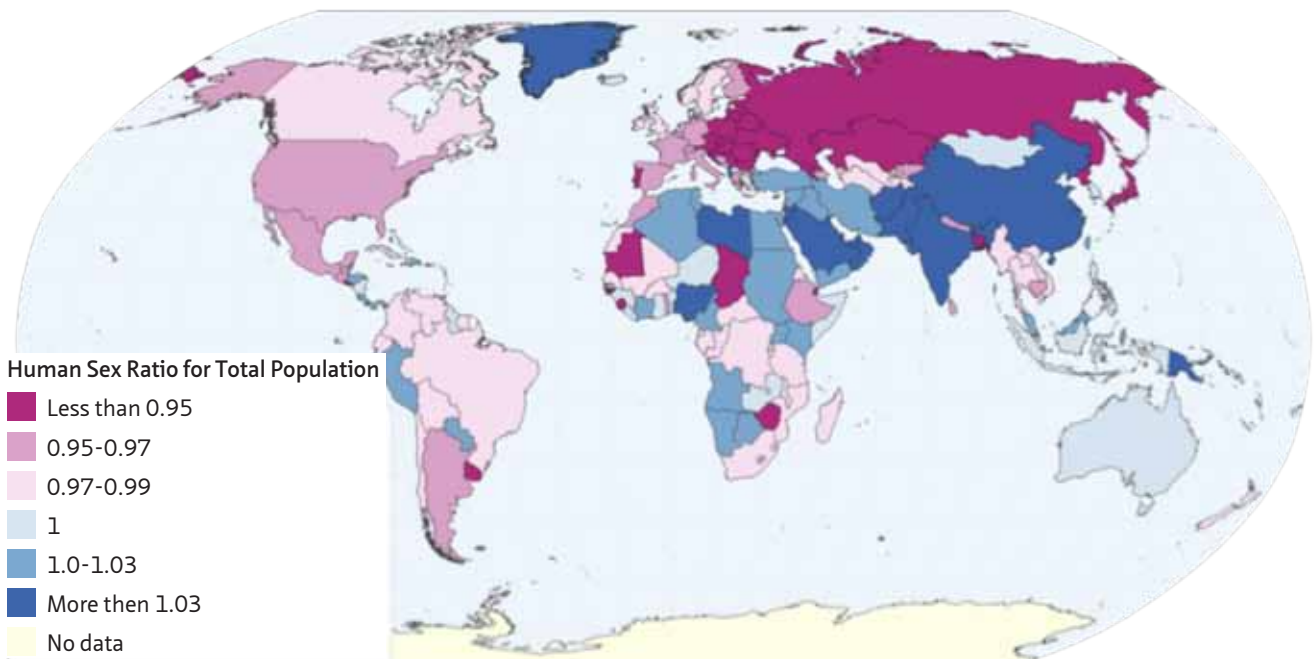 Human Sex Ratio for Total Population
Less than 0.95
0.95-0.97
0.97-0.99
1
1.0-1.03
More then 1.03
No data